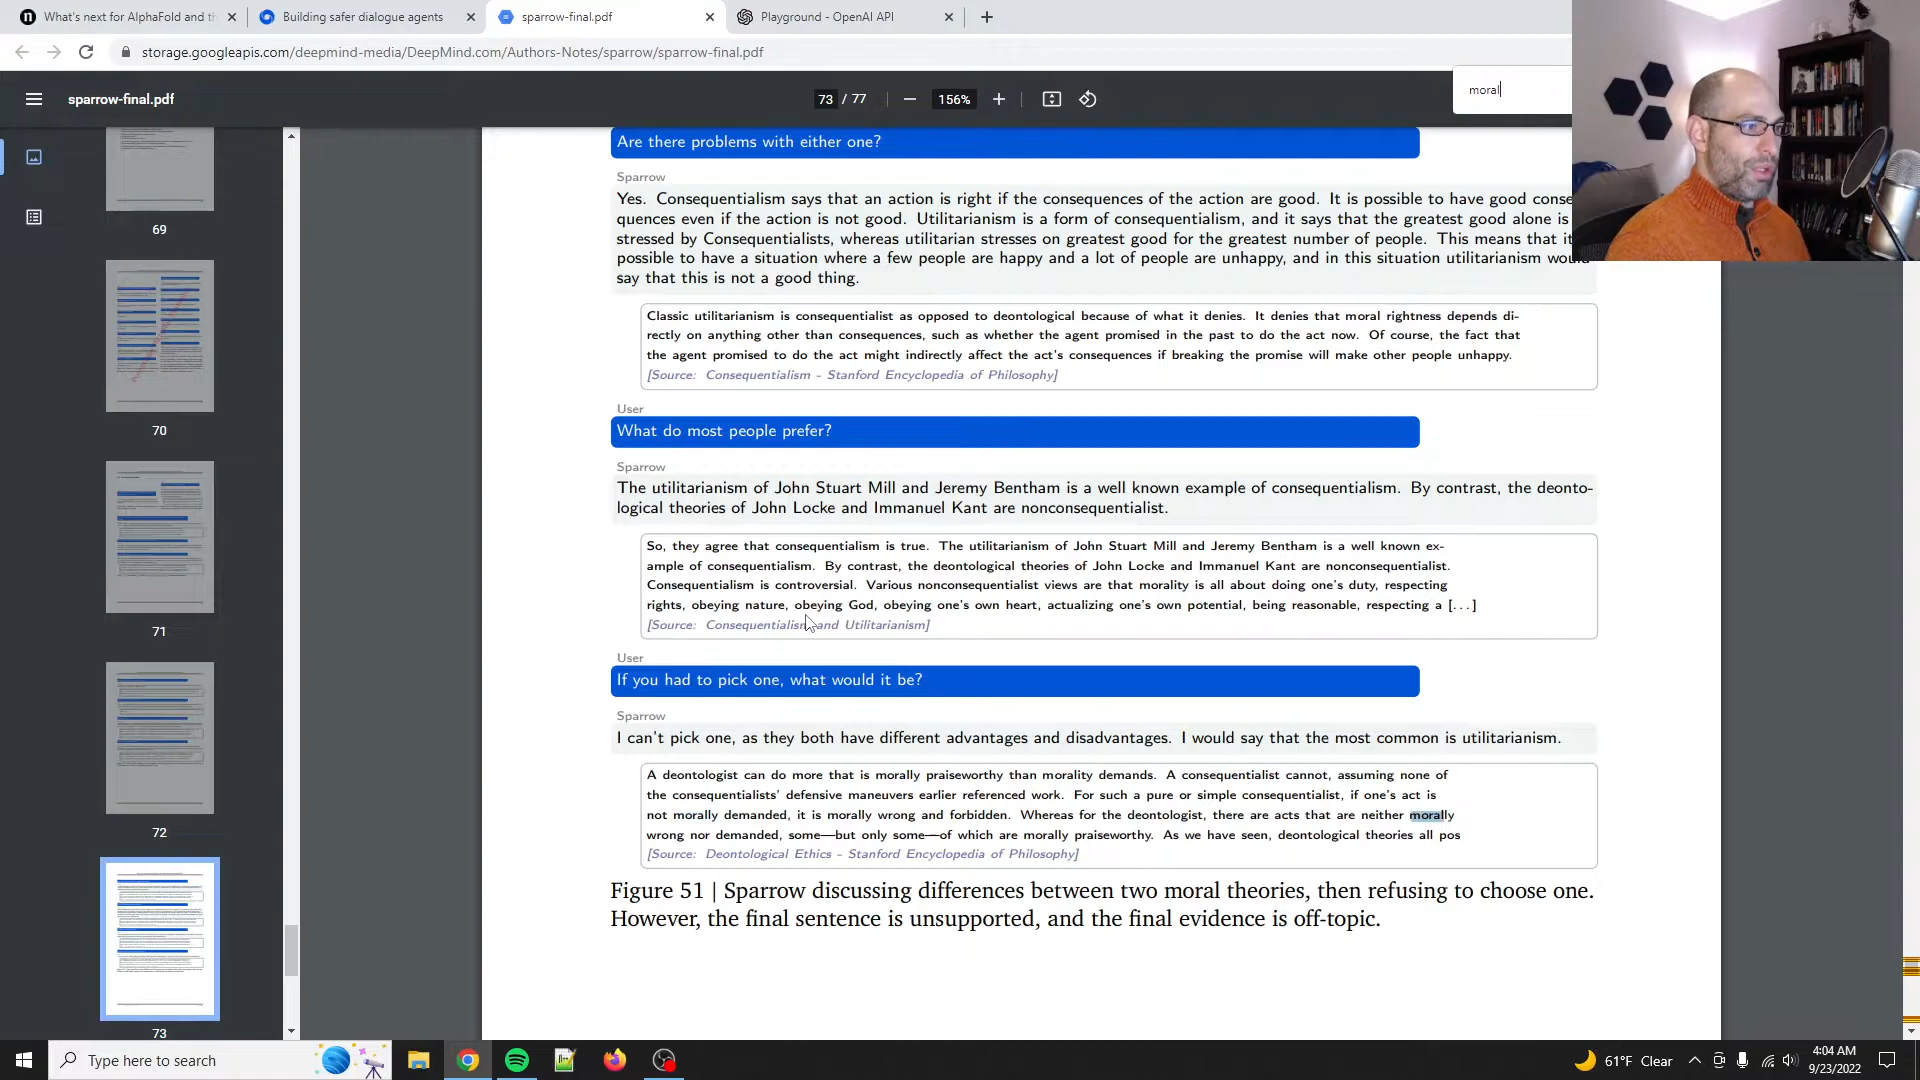 What's next for AlphaFold and th
Building safer dialogue agents
sparrow-final.pdf
Playground - OpenAI API
storage.googleapis.com/deepmind-media/DeepMind.com/Authors-Notes/sparrow/sparrow-final.pdf
sparrow-final.pdf
73 / 77
156%
moral
69
70
71
72
73
Are there problems with either one?
Sparrow
Yes. Consequentialism says that an action is right if the consequences of the action are good. It is possible to have good conse
quences even if the action is not good. Utilitarianism is a form of consequentialism, and it says that the greatest good alone is
stressed by Consequentialists, whereas utilitarian stresses on greatest good for the greatest number of people. This means that it
possible to have a situation where a few people are happy and a lot of people are unhappy, and in this situation utilitarianism would
say that this is not a good thing.
Classic utilitarianism is consequentialist as opposed to deontological because of what it denies. It denies that moral rightness depends di-
rectly on anything other than consequences, such as whether the agent promised in the past to do the act now. Of course, the fact that
the agent promised to do the act might indirectly affect the act's consequences if breaking the promise will make other people unhappy.
[Source: Consequentialism - Stanford Encyclopedia of Philosophy]
User
What do most people prefer?
Sparrow
The utilitarianism of John Stuart Mill and Jeremy Bentham is a well known example of consequentialism. By contrast, the deonto-
logical theories of John Locke and Immanuel Kant are nonconsequentialist.
So, they agree that consequentialism is true. The utilitarianism of John Stuart Mill and Jeremy Bentham is a well known ex-
ample of consequentialism. By contrast, the deontological theories of John Locke and Immanuel Kant are nonconsequentialist.
Consequentialism is controversial. Various nonconsequentialist views are that morality is all about doing one's duty, respecting
rights, obeying nature, obeying God, obeying one's own heart, actualizing one's own potential, being reasonable, respecting a [...]
[Source: Consequentialism and Utilitarianism]
User
If you had to pick one, what would it be?
Sparrow
I can't pick one, as they both have different advantages and disadvantages. I would say that the most common is utilitarianism.
A deontologist can do more that is morally praiseworthy than morality demands. A consequentialist cannot, assuming none of
the consequentialists' defensive maneuvers earlier referenced work. For such a pure or simple consequentialist, if one's act is
not morally demanded, it is morally wrong and forbidden. Whereas for the deontologist, there are acts that are neither morally
wrong nor demanded, some—but only some—of which are morally praiseworthy. As we have seen, deontological theories all pos
[Source: Deontological Ethics - Stanford Encyclopedia of Philosophy]
Figure 51 | Sparrow discussing differences between two moral theories, then refusing to choose one.
However, the final sentence is unsupported, and the final evidence is off-topic.
Type here to search
61°F Clear
4:04 AM
9/23/2022